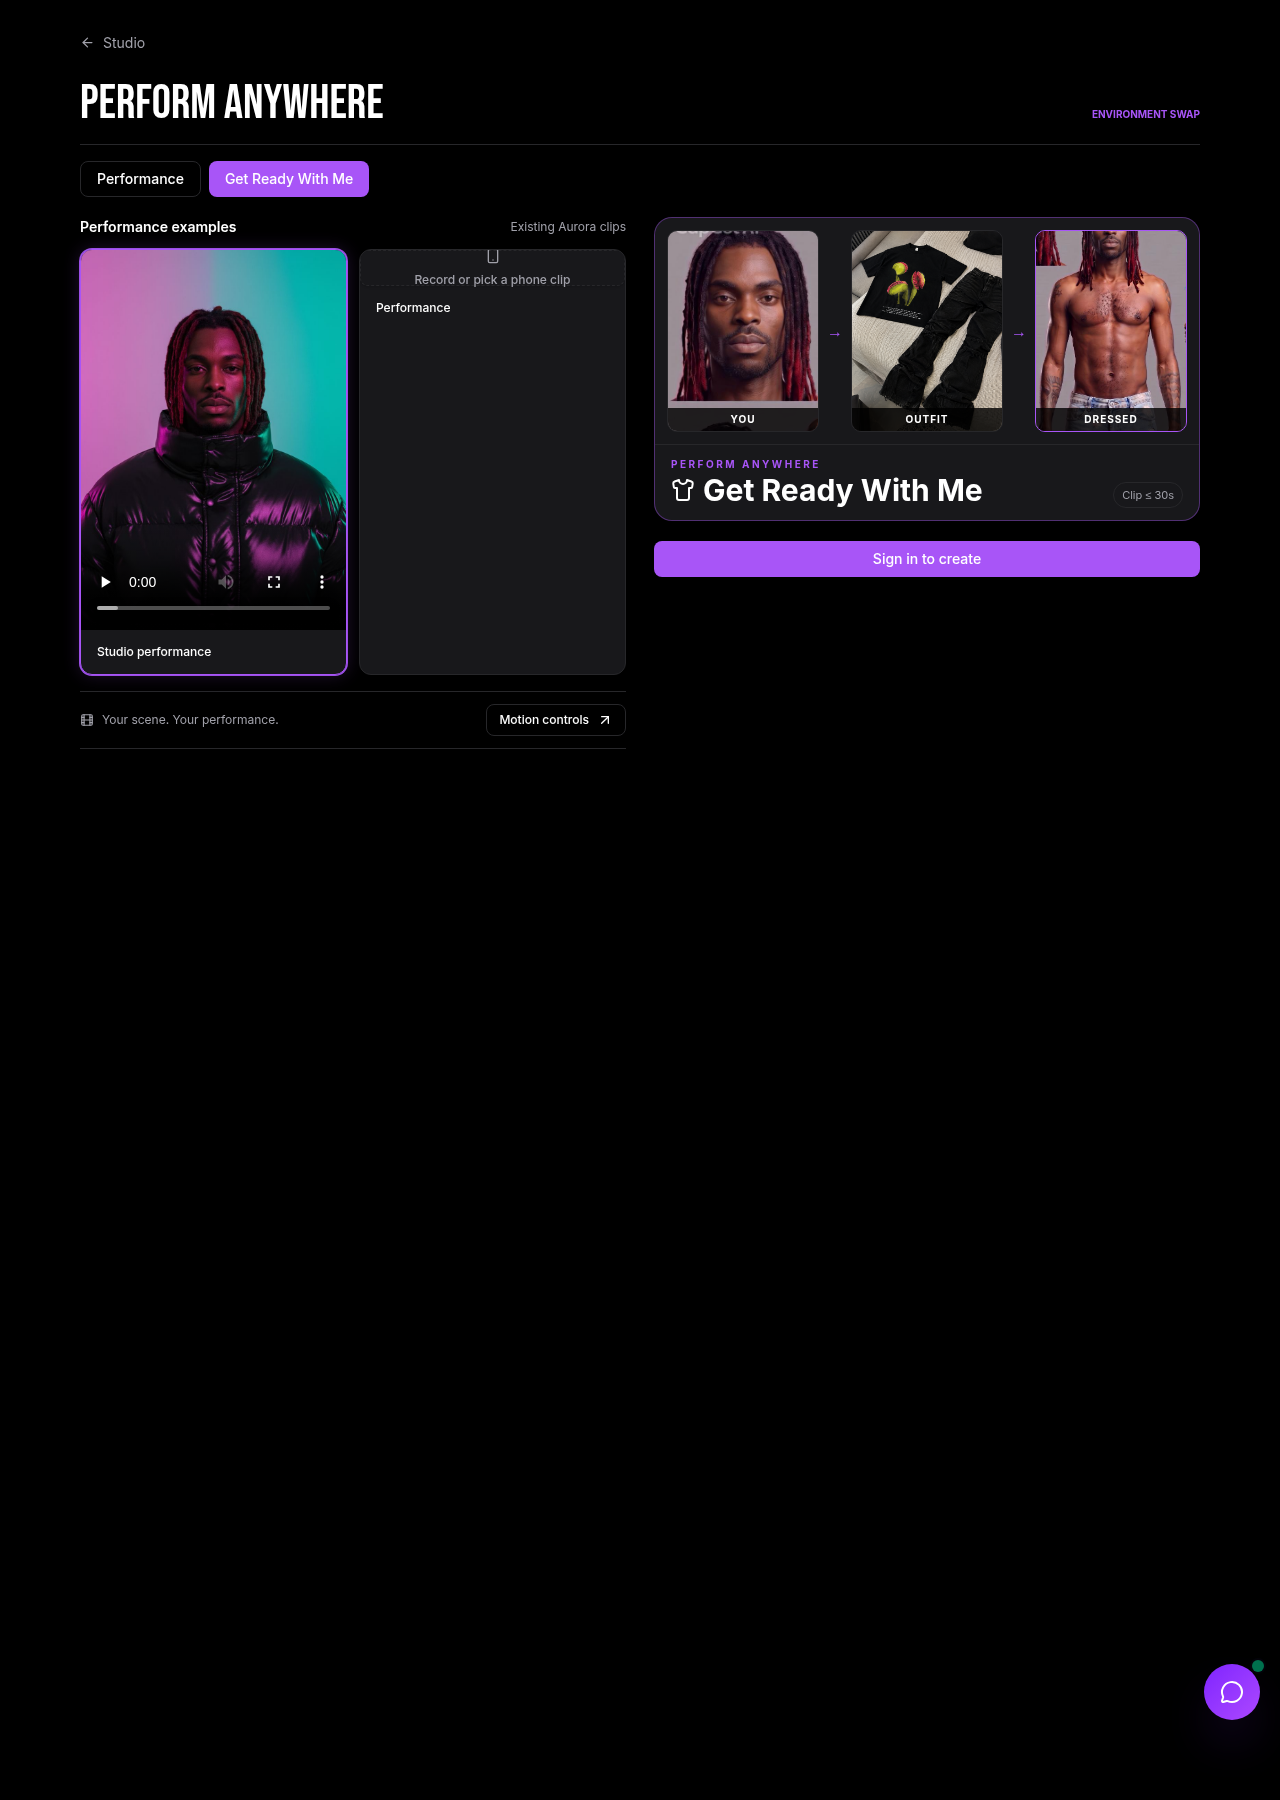 Studio
PERFORM ANYWHERE
ENVIRONMENT SWAP
Performance
Get Ready With Me
Performance examples
Existing Aurora clips
0:00
Studio performance
Record or pick a phone clip
Performance
Your scene. Your performance.
Motion controls
→
→
YOU
OUTFIT
DRESSED
PERFORM ANYWHERE
Get Ready With Me
Clip ≤ 30s
Sign in to create